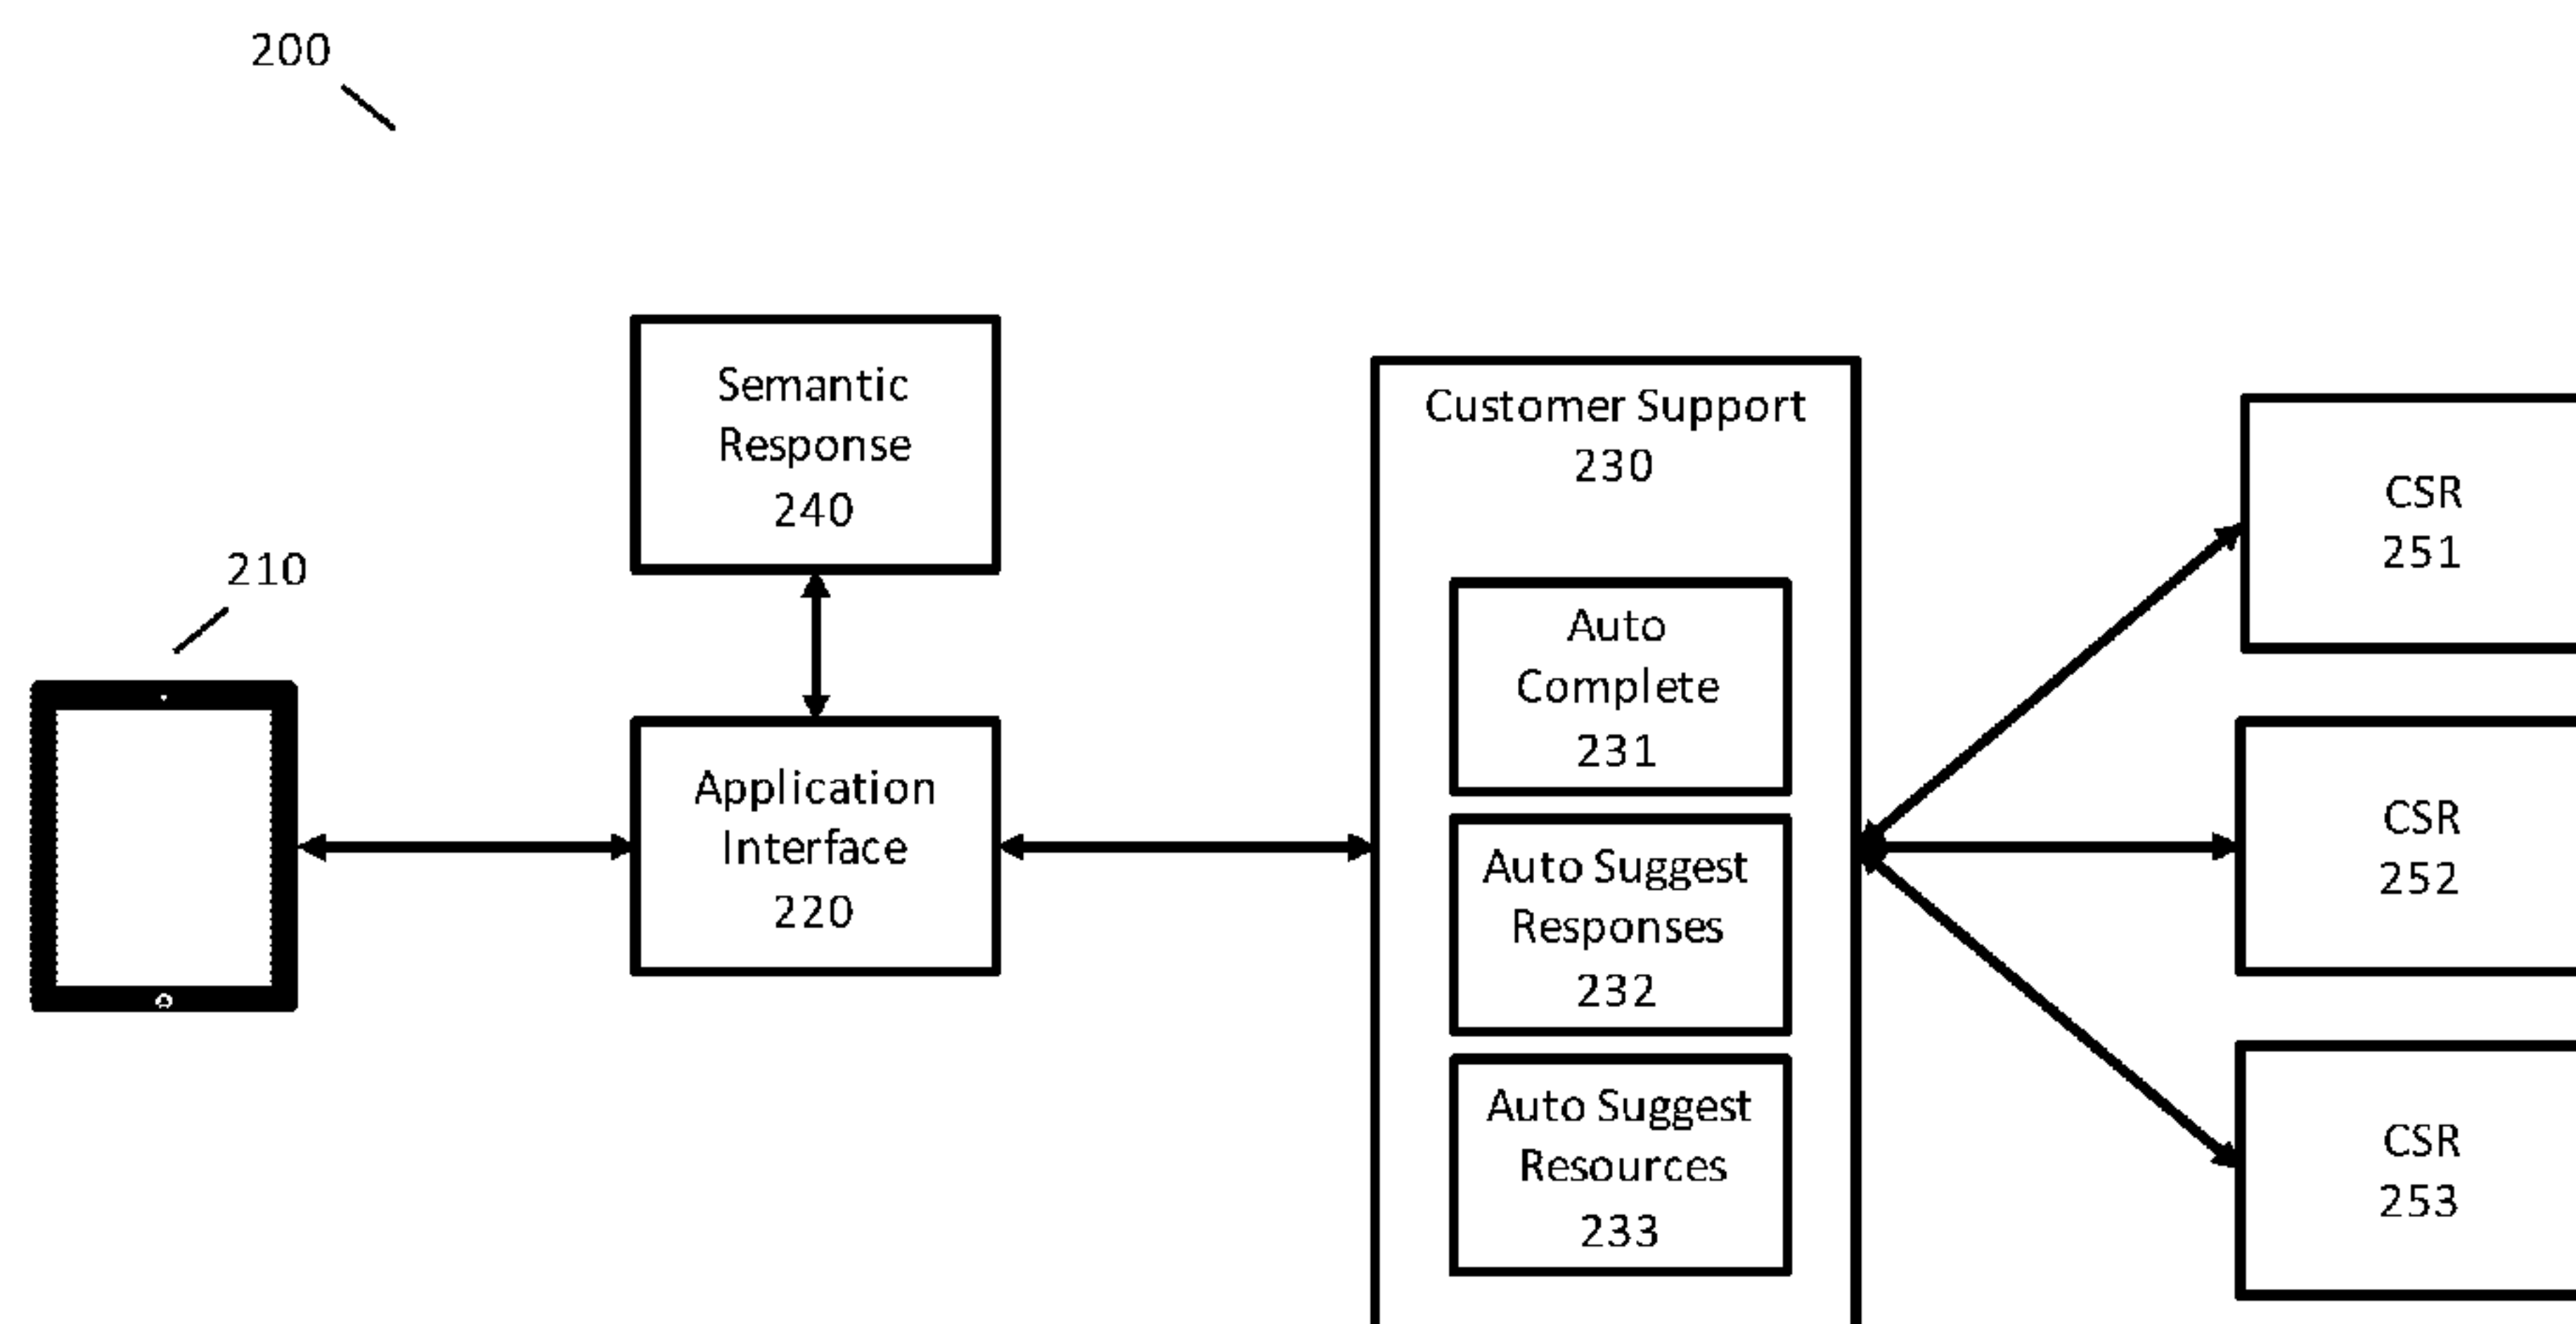 200
Semantic
Response
240
210
Application
Interface
220
Customer Support
230
Auto
Complete
231
Auto Suggest
Responses
232
Auto Suggest
Resources
233
CSR
251
CSR
252
CSR
253